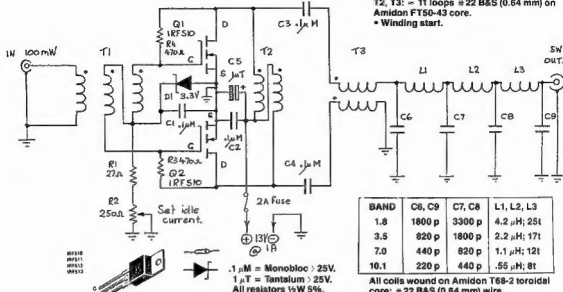 T2, T3: = 11 loops #22 B&S (0.64 mm) on
Amidon FT50-43 core.
• Winding start.
IN 100mW
T1
Q1
IRF510
R4
470Ω
D
G
S
C3 .1μM
C5
1μT
+
T2
T3
5W
OUT.
D1 3.3V
L1
L2
L3
C1 .1μM
S
.1μM
C2
C6
C7
C8
C9
G
D
R1
27Ω
R3 470Ω
Q2
IRF510
C4 .1μM
2A fuse
R2
250Ω
Set idle
current.
+ 13V −
@ 1A
IRF510
IRF511
IRF512
IRF513
.1 μM = Monobloc > 25V.
1 μT = Tantalum > 25V.
All resistors ½W 5%.
BAND C6, C9 C7, C8 L1, L2, L3
1.8 1800 p 3300 p 4.2 μH; 25t
3.5 820 p 1800 p 2.2 μH; 17t
7.0 440 p 820 p 1.1 μH; 12t
10.1 220 p 440 p .55 μH; 8t
All coils wound on Amidon T68-2 toroidal
core; #22 B&S (0.64 mm) wire.